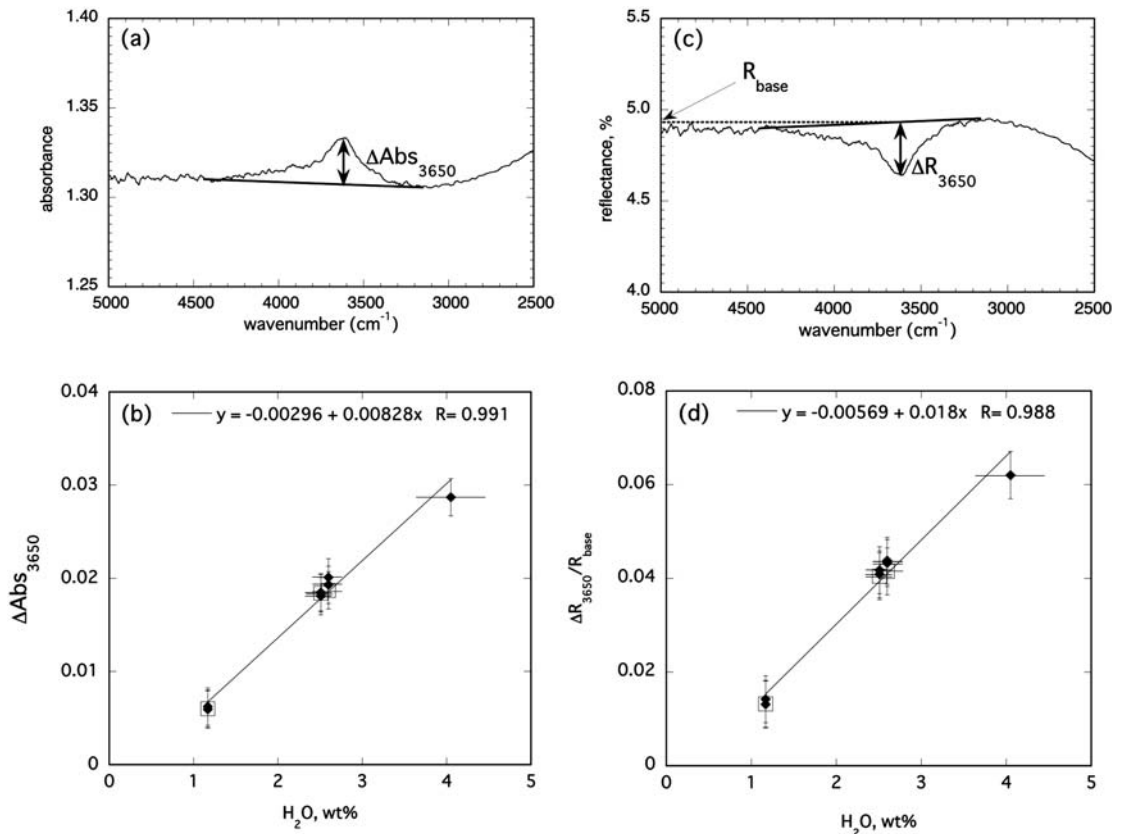 (a)
1.40
1.35
1.30
1.25
absorbance
ΔAbs₃₆₅₀
5000 4500 4000 3500 3000 2500
wavenumber (cm⁻¹)
(c)
5.5
5.0
4.5
4.0
reflectance, %
R_base
ΔR₃₆₅₀
5000 4500 4000 3500 3000 2500
wavenumber (cm⁻¹)
(b)
y = -0.00296 + 0.00828x R= 0.991
0.04
0.03
0.02
0.01
0
ΔAbs₃₆₅₀
0 1 2 3 4 5
H₂O, wt%
(d)
y = -0.00569 + 0.018x R= 0.988
0.08
0.06
0.04
0.02
0
ΔR₃₆₅₀/R_base
0 1 2 3 4 5
H₂O, wt%